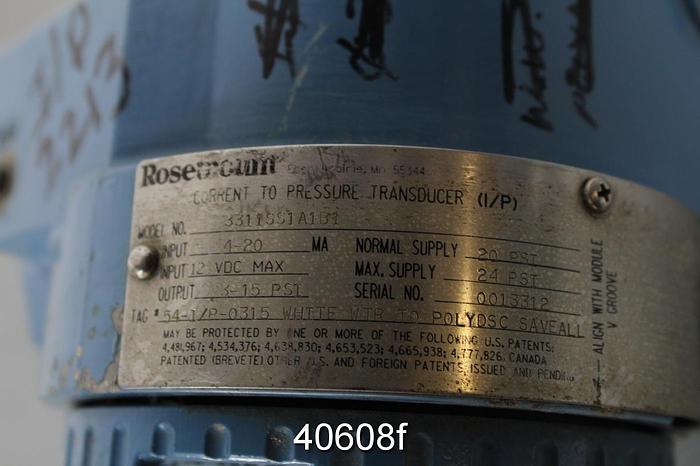 I/P
2213
Rosemount Eden Prairie, MN 55344
CURRENT TO PRESSURE TRANSDUCER (I/P)
MODEL NO. 3311SS1A1B1
INPUT 4-20 MA NORMAL SUPPLY 20 PSI
INPUT 12 VDC MAX MAX. SUPPLY 24 PSI
OUTPUT 3-15 PSI SERIAL NO. 0013312
TAG * 54-I/P-0315 WHITE WTR TO POLYDSC SAVEALL
MAY BE PROTECTED BY ONE OR MORE OF THE FOLLOWING U.S. PATENTS:
4,481,967; 4,534,376; 4,638,830; 4,653,523; 4,665,938; 4,777,826. CANADA
PATENTED (BREVETE) OTHER U.S. AND FOREIGN PATENTS ISSUED AND PENDING
ALIGN WITH MODULE
V GROOVE
40608f